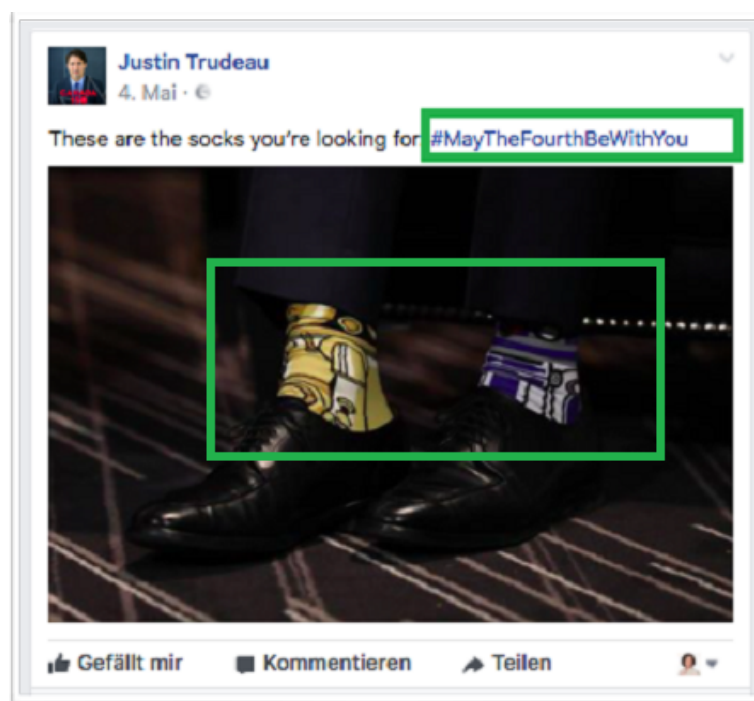 Justin Trudeau
4. Mai ·
These are the socks you're looking for #MayTheFourthBeWithYou
Gefällt mir Kommentieren Teilen